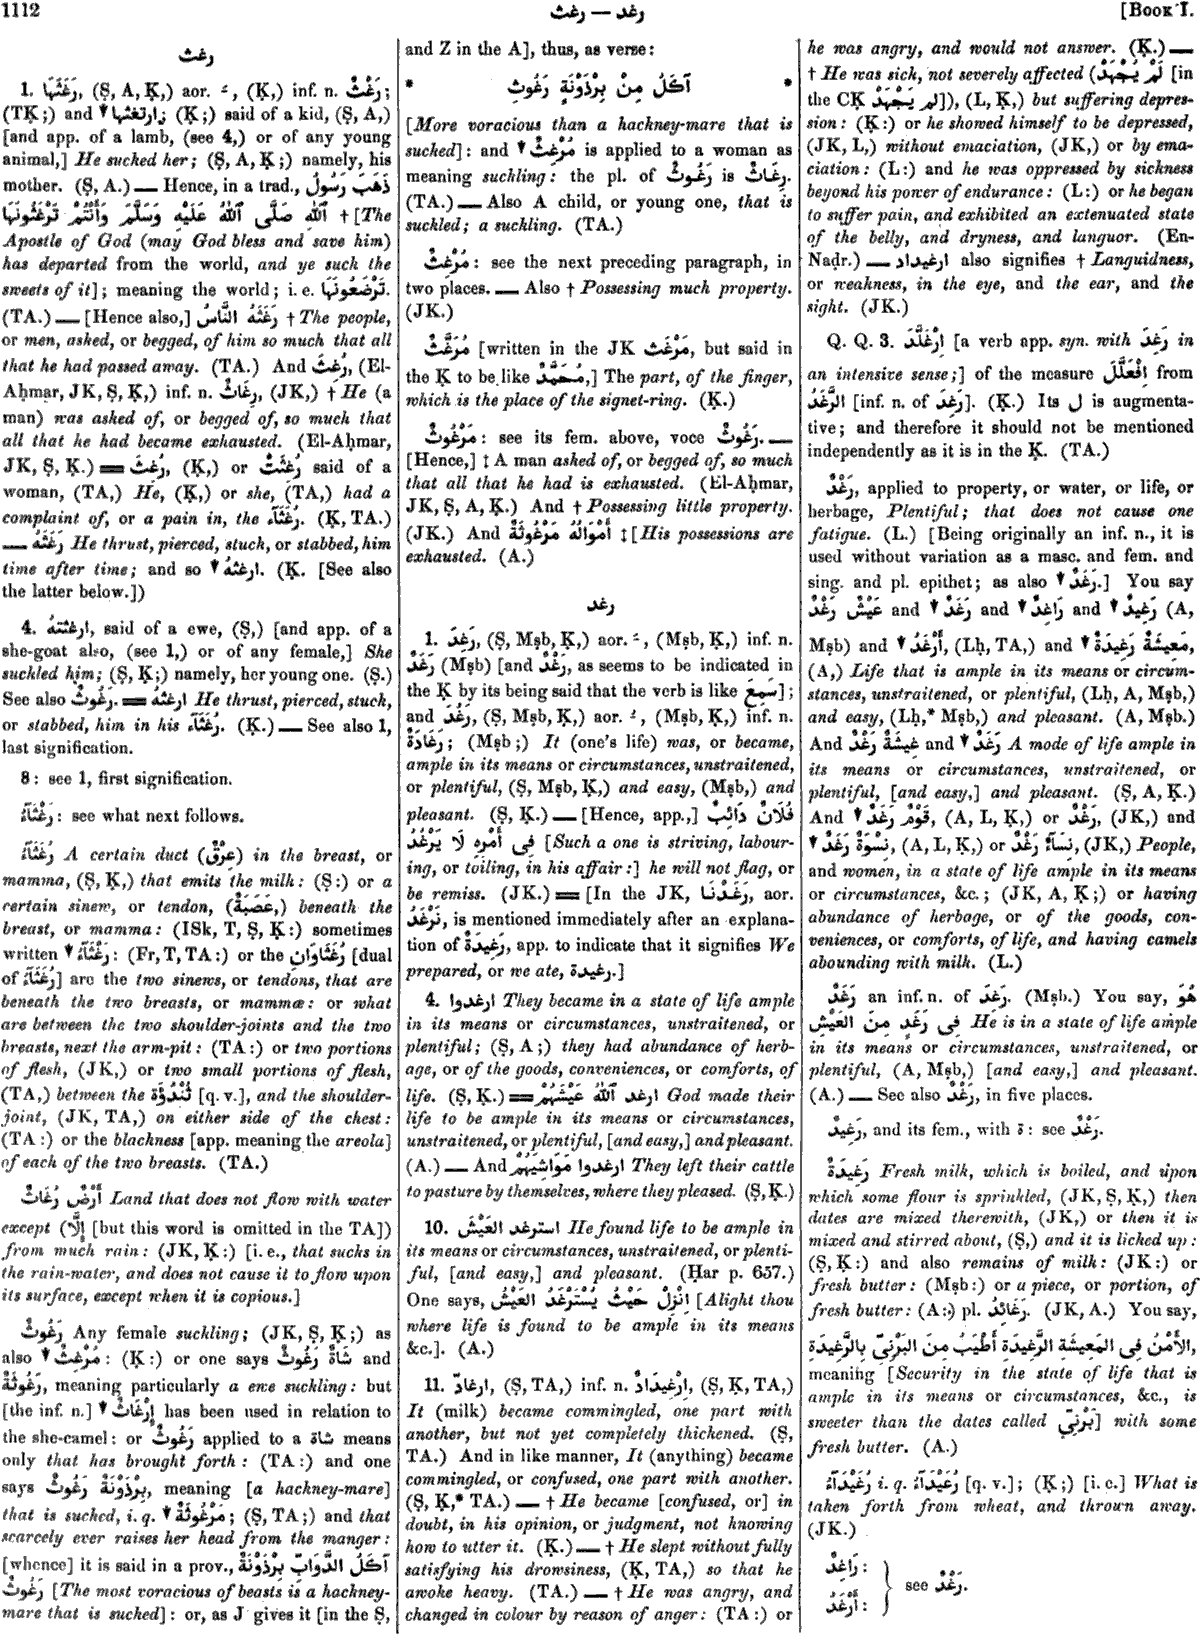 1112
رغث — رغد
[BOOK I.
رغث
1. رَغَثَهَا, (Ṣ, A, Ḳ,) aor. ـَ, (Ḳ,) inf. n. رَغْثٌ;
(TḲ;) and ▼ ارتغثها; (Ḳ;) said of a kid, (Ṣ, A,)
[and app. of a lamb, (see 4,) or of any young
animal,] He sucked her; (Ṣ, A, Ḳ;) namely, his
mother. (Ṣ, A.) — Hence, in a trad., ذَهَبَ رَسُولُ
ٱللّٰهِ صَلَّى ٱللّٰهُ عَلَيْهِ وَسَلَّمَ وَأَنْتُمْ تَرْغَثُونَهَا † [The
Apostle of God (may God bless and save him)
has departed from the world, and ye suck the
sweets of it]; meaning the world; i. e. تَرْضَعُونَهَا.
(TA.) — [Hence also,] رَغَثَهُ النَّاسُ † The people,
or men, asked, or begged, of him so much that all
that he had passed away. (TA.) And رُغِثَ, (El-
Aḥmar, JK, Ṣ, Ḳ,) inf. n. رَغَاثٌ, (JK,) † He (a
man) was asked of, or begged of, so much that
all that he had became exhausted. (El-Aḥmar,
JK, Ṣ, Ḳ.) = رُغِثَ, (Ḳ,) or رُغِثَتْ said of a
woman, (TA,) He, (Ḳ,) or she, (TA,) had a
complaint of, or a pain in, the رُغَثَآء. (Ḳ, TA.)
— رَغَثَهُ He thrust, pierced, stuck, or stabbed, him
time after time; and so ▼ ارغثهُ. (Ḳ. [See also
the latter below.])
4. ارغثتهُ, said of a ewe, (Ṣ,) [and app. of a
she-goat also, (see 1,) or of any female,] She
suckled him; (Ṣ, Ḳ;) namely, her young one. (Ṣ.)
See also رَغُوثٌ. = ارغثهُ He thrust, pierced, stuck,
or stabbed, him in his رُغَثَآء. (Ḳ.) — See also 1,
last signification.
8: see 1, first signification.
رَغْثَآءُ: see what next follows.
رُغَثَآءُ A certain duct (عِرْقٌ) in the breast, or
mamma, (Ṣ, Ḳ,) that emits the milk: (Ṣ:) or a
certain sinew, or tendon, (عَصَبَةٌ,) beneath the
breast, or mamma: (ISk, T, Ṣ, Ḳ:) sometimes
written ▼ رَغْثَآءُ: (Fr, T, TA:) or the رُغَثَاوَانِ [dual
of رُغَثَآءُ] are the two sinews, or tendons, that are
beneath the two breasts, or mammæ: or what
are between the two shoulder-joints and the two
breasts, next the arm-pit: (TA:) or two portions
of flesh, (JK,) or two small portions of flesh,
(TA,) between the ثُنْدُؤَة [q. v.], and the shoulder-
joint, (JK, TA,) on either side of the chest:
(TA:) or the blackness [app. meaning the areola]
of each of the two breasts. (TA.)
أَرْضٌ رُغَاثٌ Land that does not flow with water
except (إِلَّا [but this word is omitted in the TA])
from much rain: (JK, Ḳ:) [i. e., that sucks in
the rain-water, and does not cause it to flow upon
its surface, except when it is copious.]
رَغُوثٌ Any female suckling; (JK, Ṣ, Ḳ;) as
also ▼ مُرْغِثٌ: (Ḳ:) or one says شَاةٌ رَغُوثٌ and
رَغُوثَةٌ, meaning particularly a ewe suckling: but
[the inf. n.] ▼ إِرْغَاثٌ has been used in relation to
the she-camel: or رَغُوثٌ applied to a شاة means
only that has brought forth: (TA:) and one
says بِرْذَوْنَةٌ رَغُوثٌ, meaning [a hackney-mare]
that is sucked, i. q. ▼ مَرْغُوثَةٌ; (Ṣ, TA;) and that
scarcely ever raises her head from the manger:
[whence] it is said in a prov., آكَلُ الدَّوَابِّ بِرْذَوْنَةٌ
رَغُوثٌ [The most voracious of beasts is a hackney-
mare that is sucked]: or, as J gives it [in the Ṣ,
and Z in the A], thus, as verse:
* آكَلُ مِنْ بِرْذَوْنَةٍ رَغُوثِ *
[More voracious than a hackney-mare that is
sucked]: and ▼ مُرْغِثٌ is applied to a woman as
meaning suckling: the pl. of رَغُوثٌ is رِغَاثٌ.
(TA.) — Also A child, or young one, that is
suckled; a suckling. (TA.)
مُرْغِثٌ: see the next preceding paragraph, in
two places. — Also † Possessing much property.
(JK.)
مُرَغَّثٌ [written in the JK مَرْغَث, but said in
the Ḳ to be like مُحَمَّدٌ,] The part, of the finger,
which is the place of the signet-ring. (Ḳ.)
مَرْغُوثٌ: see its fem. above, voce رَغُوثٌ. —
[Hence,] ‡ A man asked of, or begged of, so much
that all that he had is exhausted. (El-Aḥmar,
JK, Ṣ, A, Ḳ.) And † Possessing little property.
(JK.) And أَمْوَالُهُ مَرْغُوثَةٌ ‡ [His possessions are
exhausted. (A.)
رغد
1. رَغِدَ, (Ṣ, Mṣb, Ḳ,) aor. ـَ, (Mṣb, Ḳ,) inf. n.
رَغَدٌ (Mṣb) [and رَغْدٌ, as seems to be indicated in
the Ḳ by its being said that the verb is like سَمِعَ];
and رَغُدَ, (Ṣ, Mṣb, Ḳ,) aor. ـُ, (Mṣb, Ḳ,) inf. n.
رَغَادَةٌ; (Mṣb;) It (one's life) was, or became,
ample in its means or circumstances, unstraitened,
or plentiful, (Ṣ, Mṣb, Ḳ,) and easy, (Mṣb,) and
pleasant. (Ṣ, Ḳ.) — [Hence, app.,] فُلَانٌ دَائِبٌ
فِى أَمْرِهِ لَا يَرْغَدُ [Such a one is striving, labour-
ing, or toiling, in his affair:] he will not flag, or
be remiss. (JK.) = [In the JK, رَغَدْنَا, aor.
نَرْغَدُ, is mentioned immediately after an explana-
tion of رَغِيدَةٌ, app. to indicate that it signifies We
prepared, or we ate, رغيدة.]
4. ارغدوا They became in a state of life ample
in its means or circumstances, unstraitened, or
plentiful; (Ṣ, A;) they had abundance of herb-
age, or of the goods, conveniences, or comforts, of
life. (Ṣ, Ḳ.) = ارغد ٱللّٰهُ عَيْشَهُمْ God made their
life to be ample in its means or circumstances,
unstraitened, or plentiful, [and easy,] and pleasant.
(A.) — And ارغدوا مَوَاشِيَهُمْ They left their cattle
to pasture by themselves, where they pleased. (Ṣ, Ḳ.)
10. استرغد العَيْشَ He found life to be ample in
its means or circumstances, unstraitened, or plenti-
ful, [and easy,] and pleasant. (Ḥar p. 657.)
One says, اِنْزِلْ حَيْثُ يُسْتَرْغَدُ العَيْشُ [Alight thou
where life is found to be ample in its means
&c.]. (A.)
11. ارغادّ, (Ṣ, TA,) inf. n. اِرْغِيدَادٌ, (Ṣ, Ḳ, TA,)
It (milk) became commingled, one part with
another, but not yet completely thickened. (Ṣ,
TA.) And in like manner, It (anything) became
commingled, or confused, one part with another.
(Ṣ, Ḳ,* TA.) — † He became [confused, or] in
doubt, in his opinion, or judgment, not knowing
how to utter it. (Ḳ.) — † He slept without fully
satisfying his drowsiness, (Ḳ, TA,) so that he
awoke heavy. (TA.) — † He was angry, and
changed in colour by reason of anger: (TA:) or
he was angry, and would not answer. (Ḳ.) —
† He was sick, not severely affected (لَمْ يُجْهَدْ [in
the CḲ لم يَجْهَدْ]), (L, Ḳ,) but suffering depres-
sion: (Ḳ:) or he showed himself to be depressed,
(JK, L,) without emaciation, (JK,) or by ema-
ciation: (L:) and he was oppressed by sickness
beyond his power of endurance: (L:) or he began
to suffer pain, and exhibited an extenuated state
of the belly, and dryness, and languor. (En-
Naḍr.) — ارغيداد also signifies † Languidness,
or weakness, in the eye, and the ear, and the
sight. (JK.)
Q. Q. 3. اِرْغَلَدَّ [a verb app. syn. with رَغِدَ in
an intensive sense;] of the measure اِفْعَلَلَّ from
الرَّغَدُ [inf. n. of رَغِدَ]. (Ḳ.) Its ل is augmenta-
tive; and therefore it should not be mentioned
independently as it is in the Ḳ. (TA.)
رَغْدٌ, applied to property, or water, or life, or
herbage, Plentiful; that does not cause one
fatigue. (L.) [Being originally an inf. n., it is
used without variation as a masc. and fem. and
sing. and pl. epithet; as also ▼ رَغَدٌ.] You say
عَيْشٌ رَغْدٌ and ▼ رَغَدٌ and ▼ رَاغِدٌ and ▼ رَغِيدٌ (A,
Mṣb) and ▼ أَرْغَدُ, (Lḥ, TA,) and ▼ مَعِيشَةٌ رَغِيدَةٌ,
(A,) Life that is ample in its means or circum-
stances, unstraitened, or plentiful, (Lḥ, A, Mṣb,)
and easy, (Lḥ,* Mṣb,) and pleasant. (A, Mṣb.)
And عِيشَةٌ رَغْدٌ and ▼ رَغَدٌ A mode of life ample in
its means or circumstances, unstraitened, or
plentiful, [and easy,] and pleasant. (Ṣ, A, Ḳ.)
And ▼ قَوْمٌ رَغَدٌ, (A, L, Ḳ,) or رَغْدٌ, (JK,) and
▼ نِسْوَةٌ رَغَدٌ, (A, L, Ḳ,) or نِسَآءٌ رَغْدٌ, (JK,) People,
and women, in a state of life ample in its means
or circumstances, &c.; (JK, A, Ḳ;) or having
abundance of herbage, or of the goods, con-
veniences, or comforts, of life, and having camels
abounding with milk. (L.)
رَغَدٌ an inf. n. of رَغِدَ. (Mṣb.) You say, هُوَ
فِى رَغَدٍ مِنَ العَيْشِ He is in a state of life ample
in its means or circumstances, unstraitened, or
plentiful, (A, Mṣb,) [and easy,] and pleasant.
(A.) — See also رَغْدٌ, in five places.
رَغِيدٌ, and its fem., with ة: see رَغْدٌ.
رَغِيدَةٌ Fresh milk, which is boiled, and upon
which some flour is sprinkled, (JK, Ṣ, Ḳ,) then
dates are mixed therewith, (JK,) or then it is
mixed and stirred about, (Ṣ,) and it is licked up:
(Ṣ, Ḳ:) and also remains of milk: (JK:) or
fresh butter: (Mṣb:) or a piece, or portion, of
fresh butter: (A:) pl. رَغَائِدُ. (JK, A.) You say,
الأَمْنُ فِى المَعِيشَةِ الرَّغِيدَةِ أَطْيَبُ مِنَ البَرْنِىِّ بِالرَّغِيدَةِ,
meaning [Security in the state of life that is
ample in its means or circumstances, &c., is
sweeter than the dates called بَرْنِىّ] with some
fresh butter. (A.)
رُغَيْدَآءُ i. q. رُعَيْدَآءُ [q. v.]; (Ḳ;) [i. e.] What is
taken forth from wheat, and thrown away.
(JK.)
رَاغِدٌ:
أَرْغَدُ:
see رَغْدٌ.